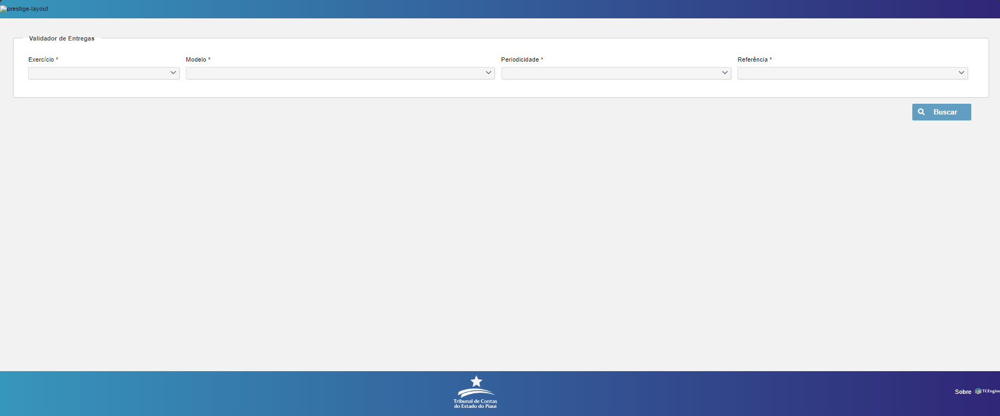 prestige-layout
Validador de Entregas
Exercício *
Modelo *
Periodicidade *
Referência *
Buscar
Tribunal de Contas
do Estado do Piauí
Sobre
TCEngine